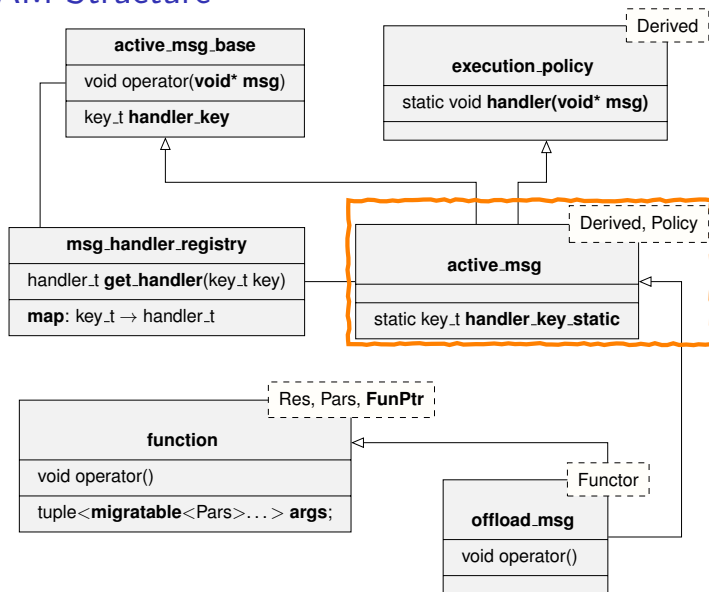 AM Structure
active_msg_base
void operator(void* msg)
key_t handler_key
Derived
execution_policy
static void handler(void* msg)
msg_handler_registry
handler_t get_handler(key_t key)
map: key_t → handler_t
Derived, Policy
active_msg
static key_t handler_key_static
Res, Pars, FunPtr
function
void operator()
tuple<migratable<Pars>...> args;
Functor
offload_msg
void operator()